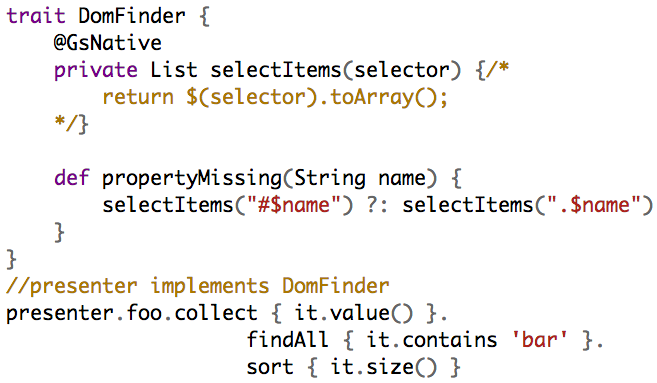 trait DomFinder {
    @GsNative
    private List selectItems(selector) {/*
        return $(selector).toArray();
    */}

    def propertyMissing(String name) {
        selectItems("#$name") ?: selectItems(".$name")
    }
}
//presenter implements DomFinder
presenter.foo.collect { it.value() }.
                    findAll { it.contains 'bar' }.
                    sort { it.size() }